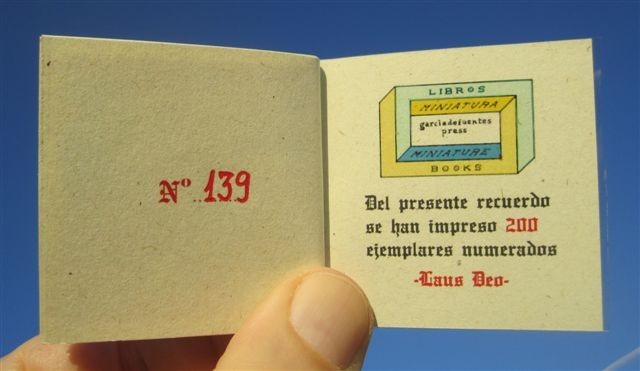 Nº 139
LIBROS
MINIATURA
garciadefuentes
press
MINIATURE
BOOKS
Del presente recuerdo
se han impreso 200
ejemplares numerados
-Laus Deo-